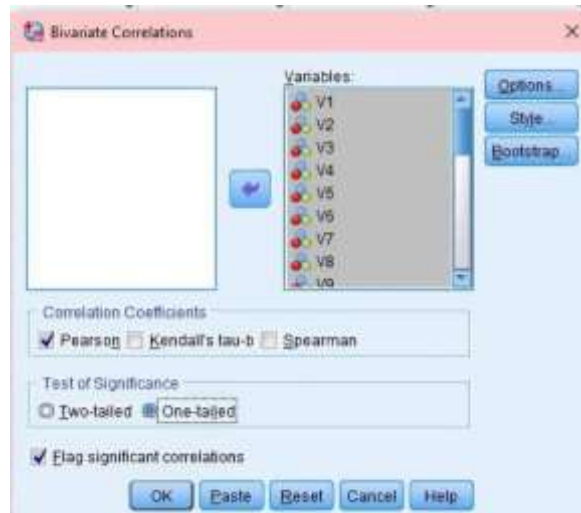 Bivariate Correlations
Variables:
V1
V2
V3
V4
V5
V6
V7
V8
V9
Options...
Style...
Bootstrap...
Correlation Coefficients
Pearson Kendall's tau-b Spearman
Test of Significance
Two-tailed One-tailed
Flag significant correlations
OK Paste Reset Cancel Help